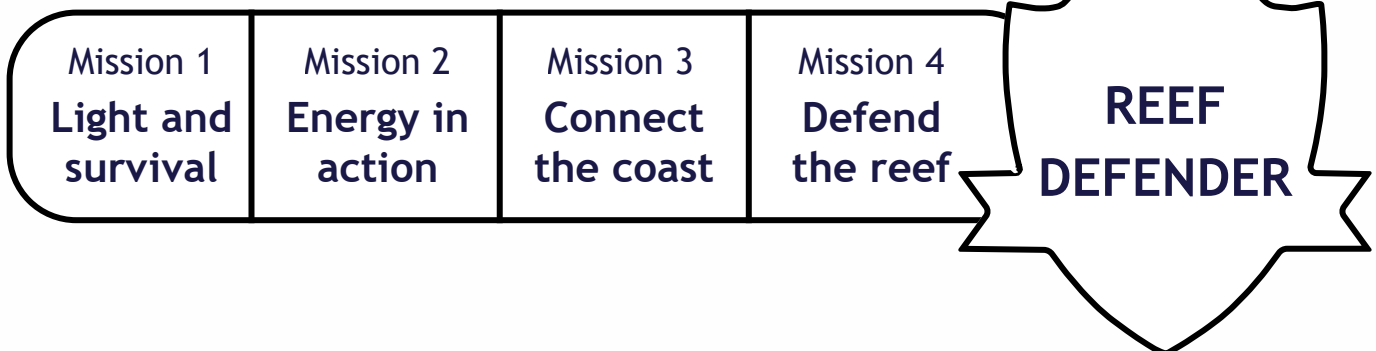 Mission 1
Light and
survival
Mission 2
Energy in
action
Mission 3
Connect
the coast
Mission 4
Defend
the reef
REEF
DEFENDER